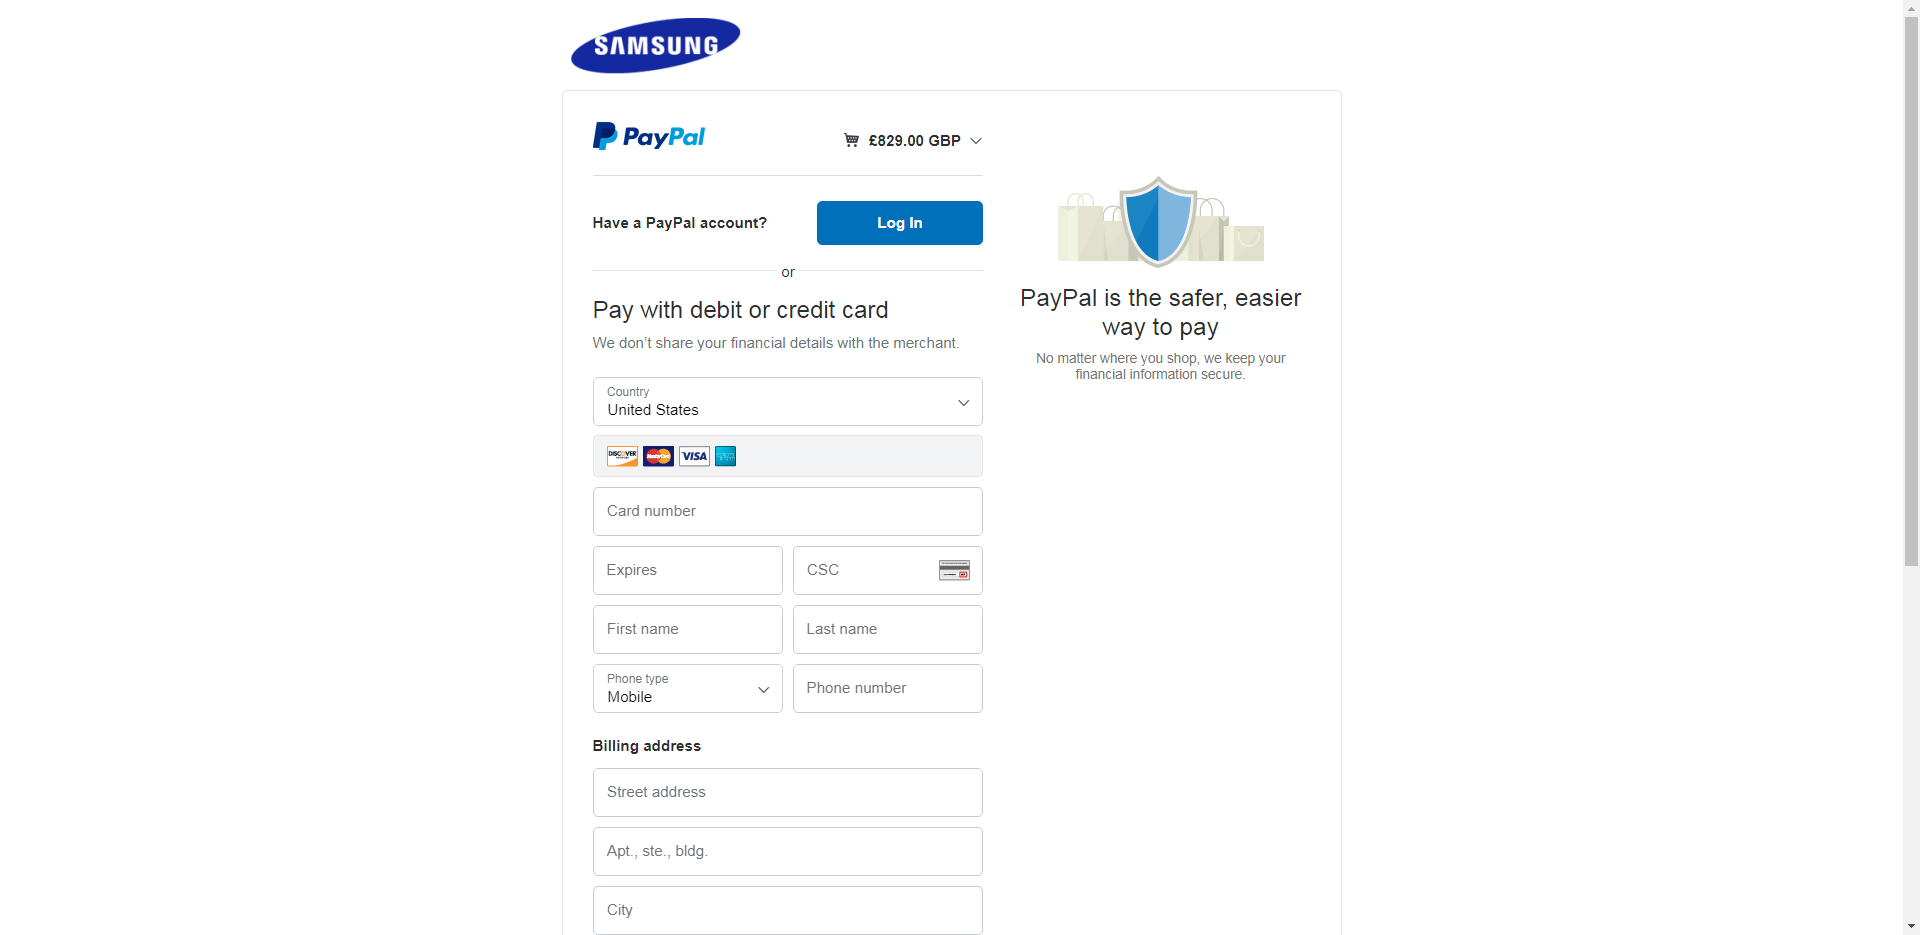 SAMSUNG
PayPal
£829.00 GBP
Have a PayPal account?
Log In
or
Pay with debit or credit card
We don’t share your financial details with the merchant.
Country
United States
DISCOVER
MasterCard
VISA
Card number
Expires
CSC
First name
Last name
Phone type
Mobile
Phone number
Billing address
Street address
Apt., ste., bldg.
City
PayPal is the safer, easier
way to pay
No matter where you shop, we keep your
financial information secure.